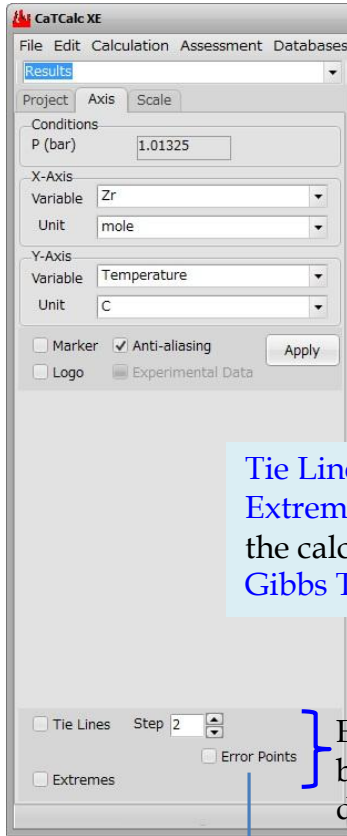 CaTCalc XE
File Edit Calculation Assessment Databases
Results
Project Axis Scale
Conditions
P (bar) 1.01325
X-Axis
Variable Zr
Unit mole
Y-Axis
Variable Temperature
Unit C
Marker Anti-aliasing Apply
Logo Experimental Data
Tie Line
Extrem
the calc
Gibbs T
Tie Lines Step 2
Error Points
Extremes